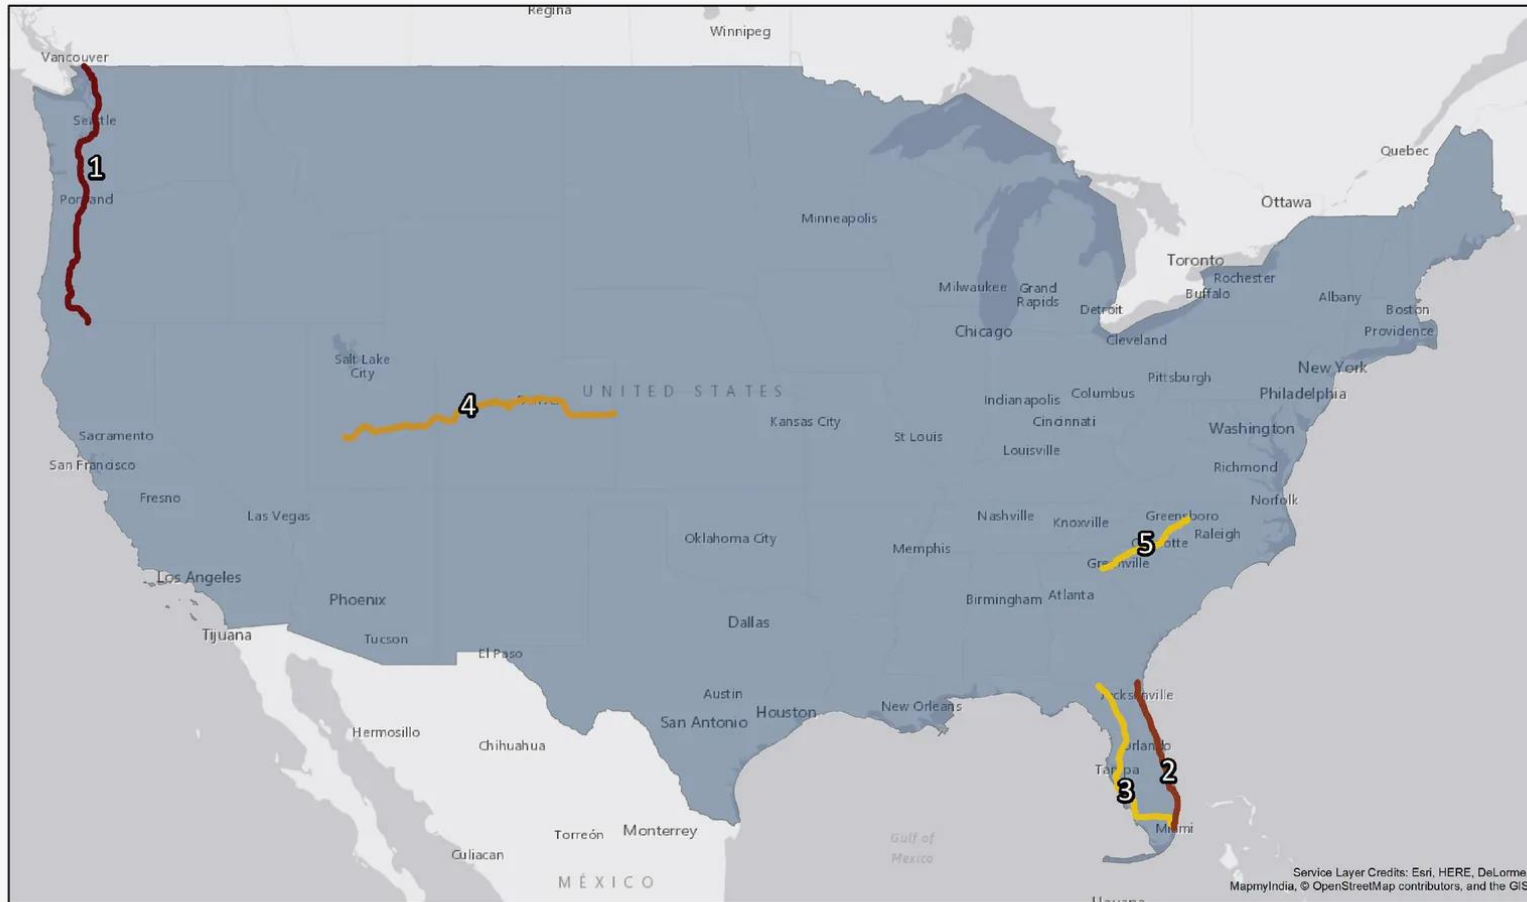 Regina
Winnipeg
Vancouver
Seattle
1
Portland
Quebec
Ottawa
Minneapolis
Toronto
Rochester
Buffalo
Milwaukee
Grand
Rapids
Detroit
Albany
Boston
Chicago
Cleveland
Providence
Salt Lake
City
New York
UNITED STATES
Pittsburgh
Philadelphia
Columbus
Indianapolis
4
Kansas City
Cincinnati
Washington
Sacramento
St Louis
Louisville
San Francisco
Richmond
Fresno
Norfolk
Las Vegas
Nashville
Knoxville
Greensboro
Oklahoma City
Memphis
5
Raleigh
Greenville
Los Angeles
Phoenix
Birmingham
Atlanta
Dallas
Tijuana
Tucson
El Paso
Austin
Jacksonville
San Antonio
Houston
New Orleans
Hermosillo
Chihuahua
Orlando
Tampa
2
3
Torreón
Monterrey
Miami
Gulf of
Mexico
Culiacan
MÉXICO
Service Layer Credits: Esri, HERE, DeLorme
MapmyIndia, © OpenStreetMap contributors, and the GIS